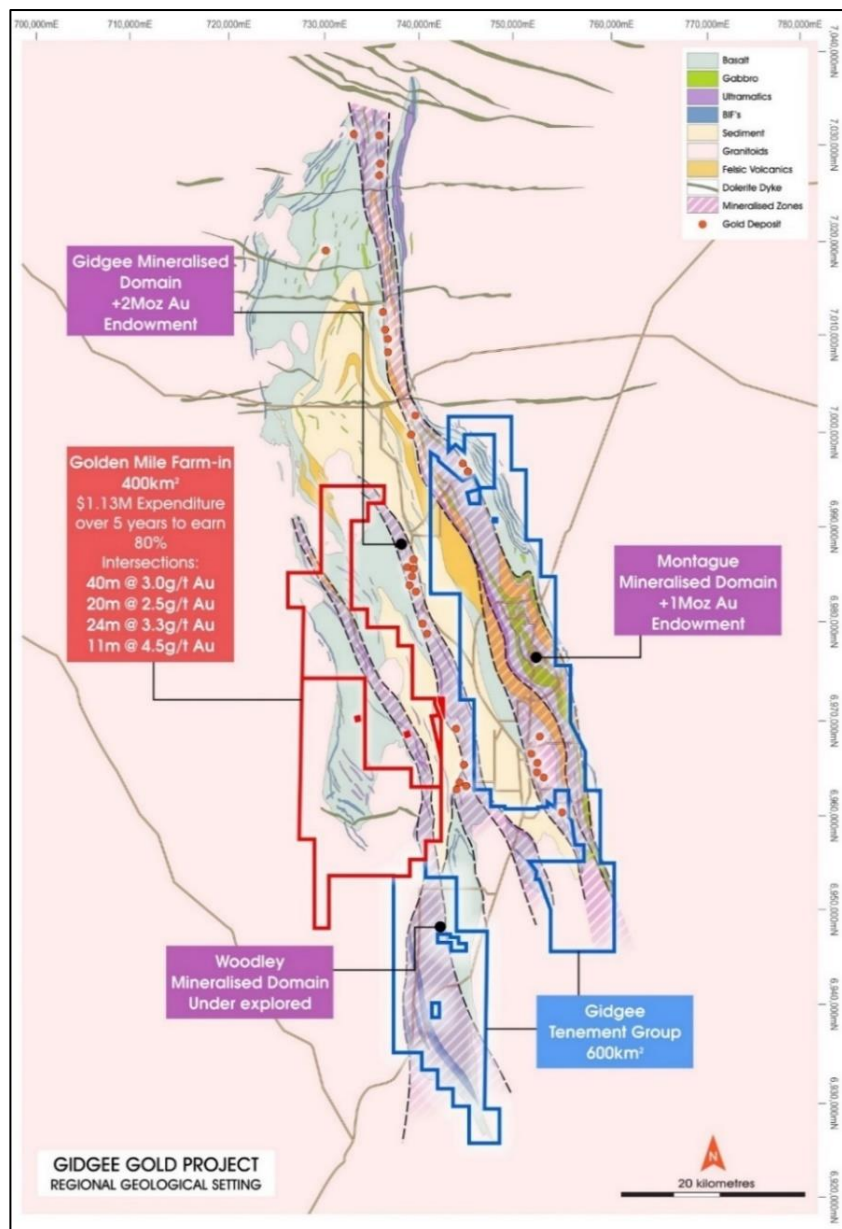 700,000mE
710,000mE
720,000mE
730,000mE
740,000mE
750,000mE
760,000mE
770,000mE
780,000mE
7,040,000mN
7,030,000mN
7,020,000mN
7,010,000mN
7,000,000mN
6,990,000mN
6,980,000mN
6,970,000mN
6,960,000mN
6,950,000mN
6,940,000mN
6,930,000mN
6,920,000mN
Basalt
Gabbro
Ultramatics
BIF's
Sediment
Granitoids
Felsic Volcanics
Dolerite Dyke
Mineralised Zones
Gold Deposit
Gidgee Mineralised
Domain
+2Moz Au
Endowment
Golden Mile Farm-in
400km²
$1.13M Expenditure
over 5 years to earn
80%
Intersections:
40m @ 3.0g/t Au
20m @ 2.5g/t Au
24m @ 3.3g/t Au
11m @ 4.5g/t Au
Montague
Mineralised Domain
+1Moz Au
Endowment
Woodley
Mineralised Domain
Under explored
Gidgee
Tenement Group
600km²
GIDGEE GOLD PROJECT
REGIONAL GEOLOGICAL SETTING
N
20 kilometres